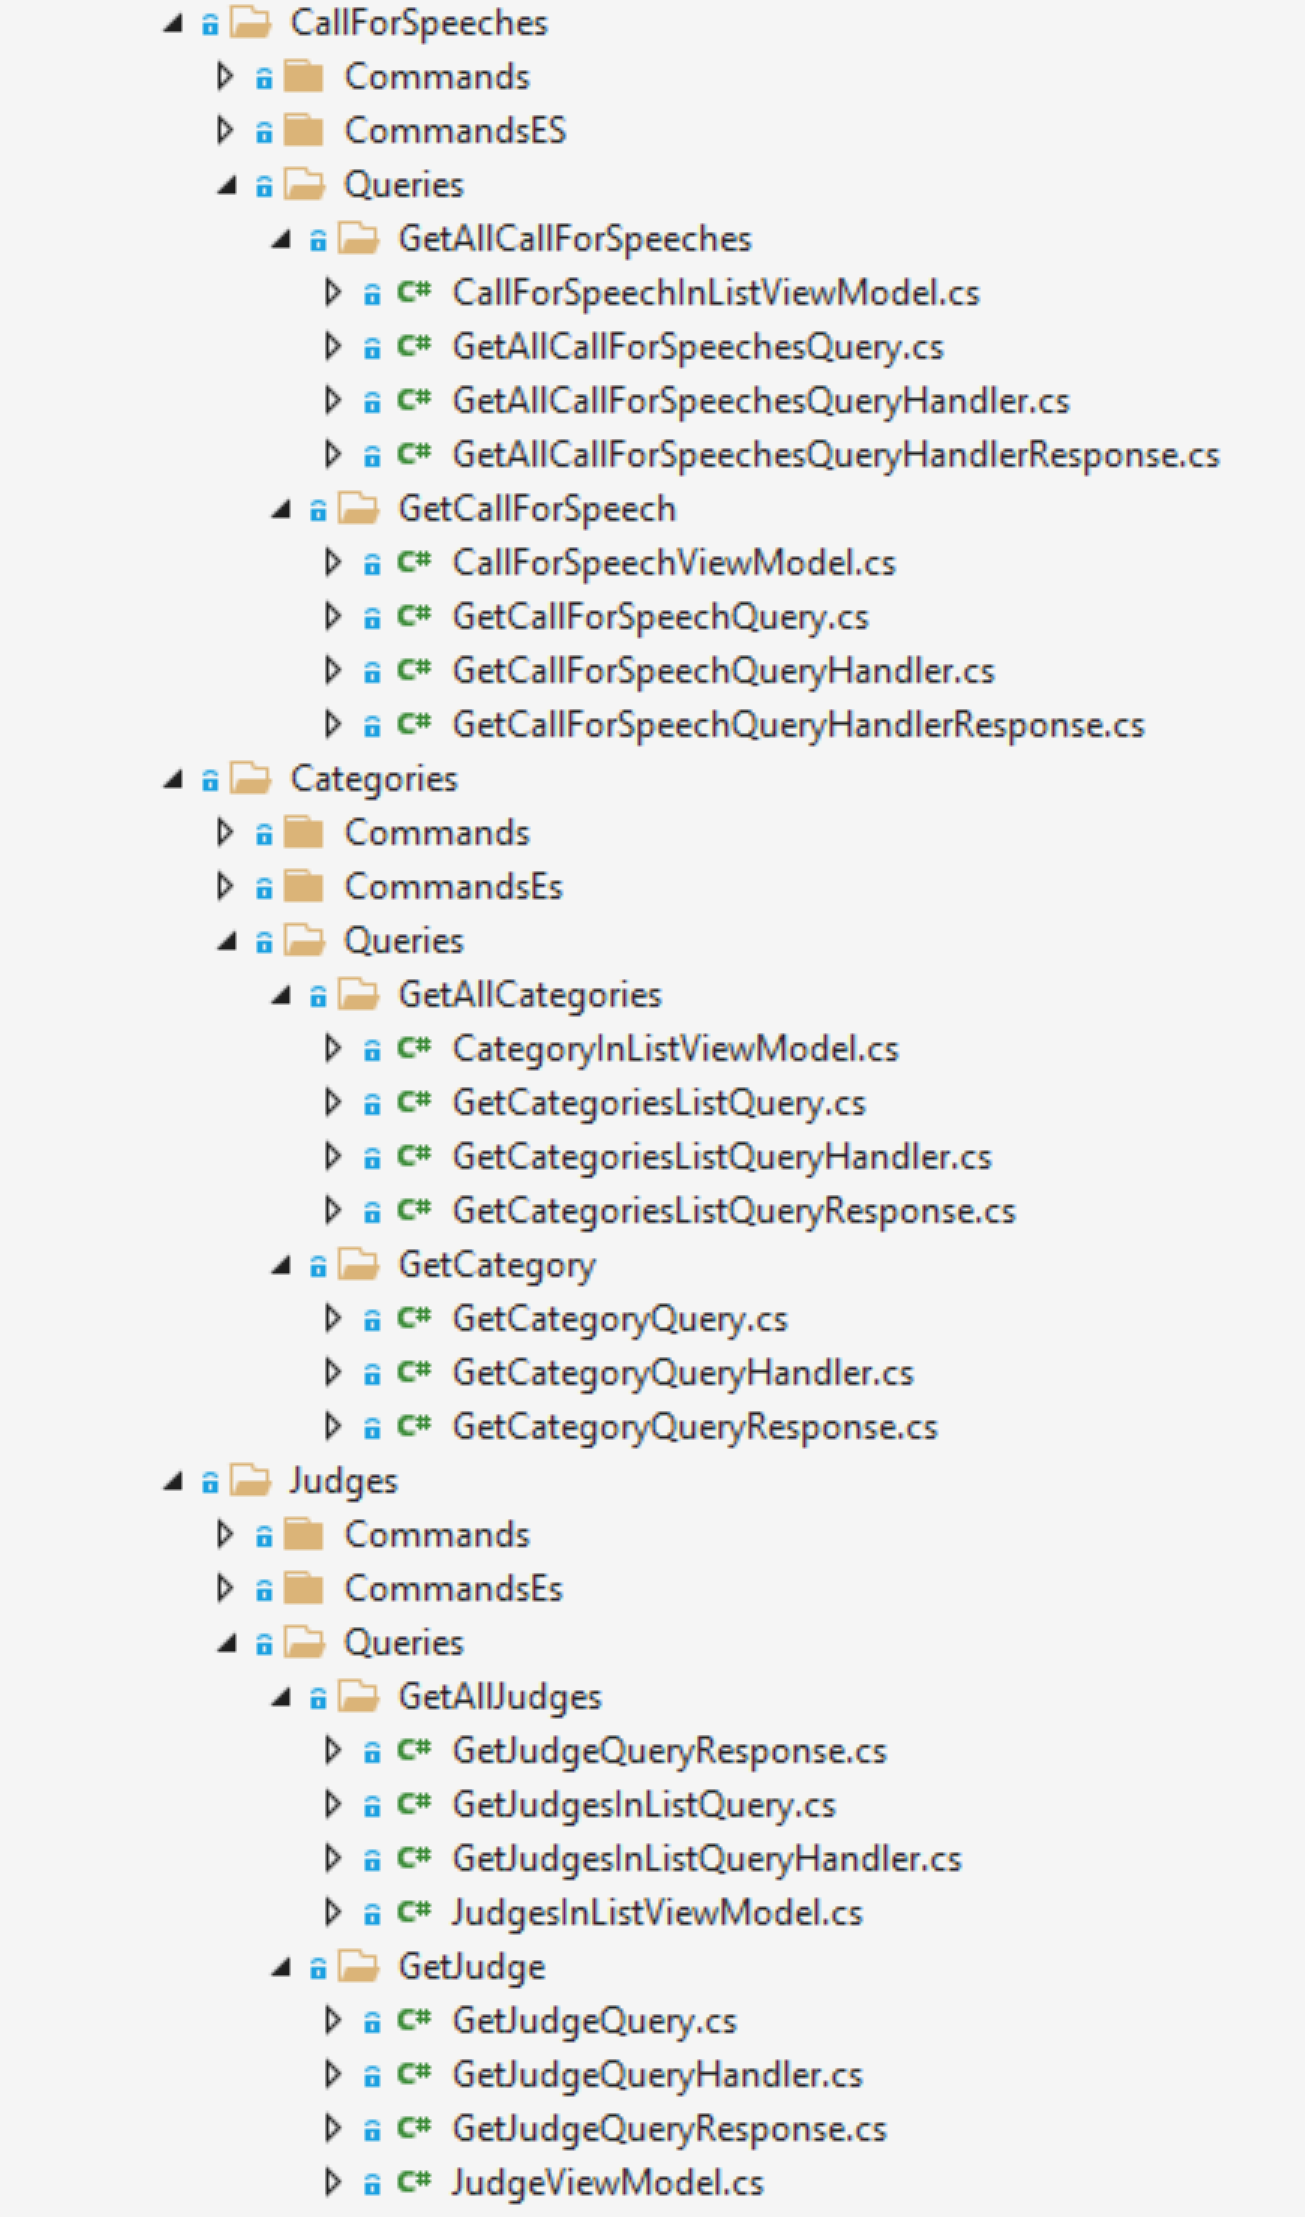 CallForSpeeches
Commands
CommandsES
Queries
GetAllCallForSpeeches
C# CallForSpeechInListViewModel.cs
C# GetAllCallForSpeechesQuery.cs
C# GetAllCallForSpeechesQueryHandler.cs
C# GetAllCallForSpeechesQueryHandlerResponse.cs
GetCallForSpeech
C# CallForSpeechViewModel.cs
C# GetCallForSpeechQuery.cs
C# GetCallForSpeechQueryHandler.cs
C# GetCallForSpeechQueryHandlerResponse.cs
Categories
Commands
CommandsEs
Queries
GetAllCategories
C# CategoryInListViewModel.cs
C# GetCategoriesListQuery.cs
C# GetCategoriesListQueryHandler.cs
C# GetCategoriesListQueryResponse.cs
GetCategory
C# GetCategoryQuery.cs
C# GetCategoryQueryHandler.cs
C# GetCategoryQueryResponse.cs
Judges
Commands
CommandsEs
Queries
GetAllJudges
C# GetJudgeQueryResponse.cs
C# GetJudgesInListQuery.cs
C# GetJudgesInListQueryHandler.cs
C# JudgesInListViewModel.cs
GetJudge
C# GetJudgeQuery.cs
C# GetJudgeQueryHandler.cs
C# GetJudgeQueryResponse.cs
C# JudgeViewModel.cs